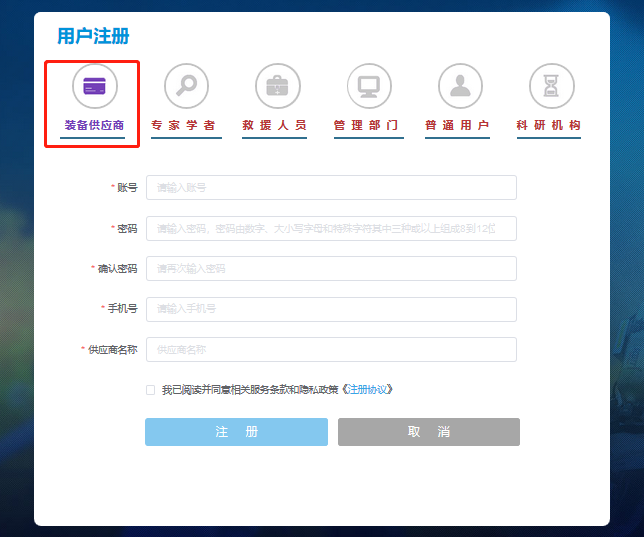 用户注册
装备供应商 专家学者 救援人员 管理部门 普通用户 科研机构
* 账号 请输入账号
* 密码 请输入密码，密码由数字、大小写字母和特殊字符其中三种或以上组成8到12位
* 确认密码 请再次输入密码
* 手机号 请输入手机号
* 供应商名称 供应商名称
我已阅读并同意相关服务条款和隐私政策《注册协议》
注 册 取 消